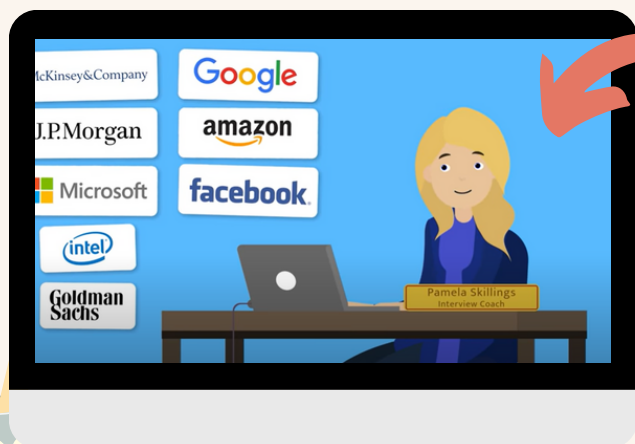 McKinsey&Company
Google
J.P.Morgan
amazon
Microsoft
facebook
intel
Goldman
Sachs
Pamela Skillings
Interview Coach